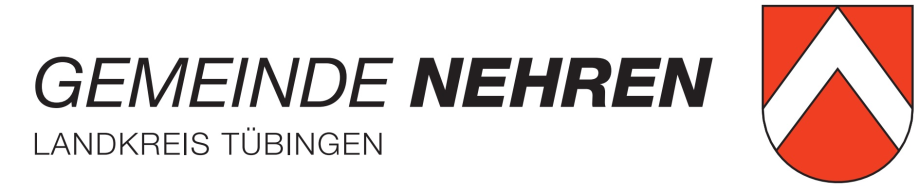 GEMEINDE NEHREN
LANDKREIS TÜBINGEN